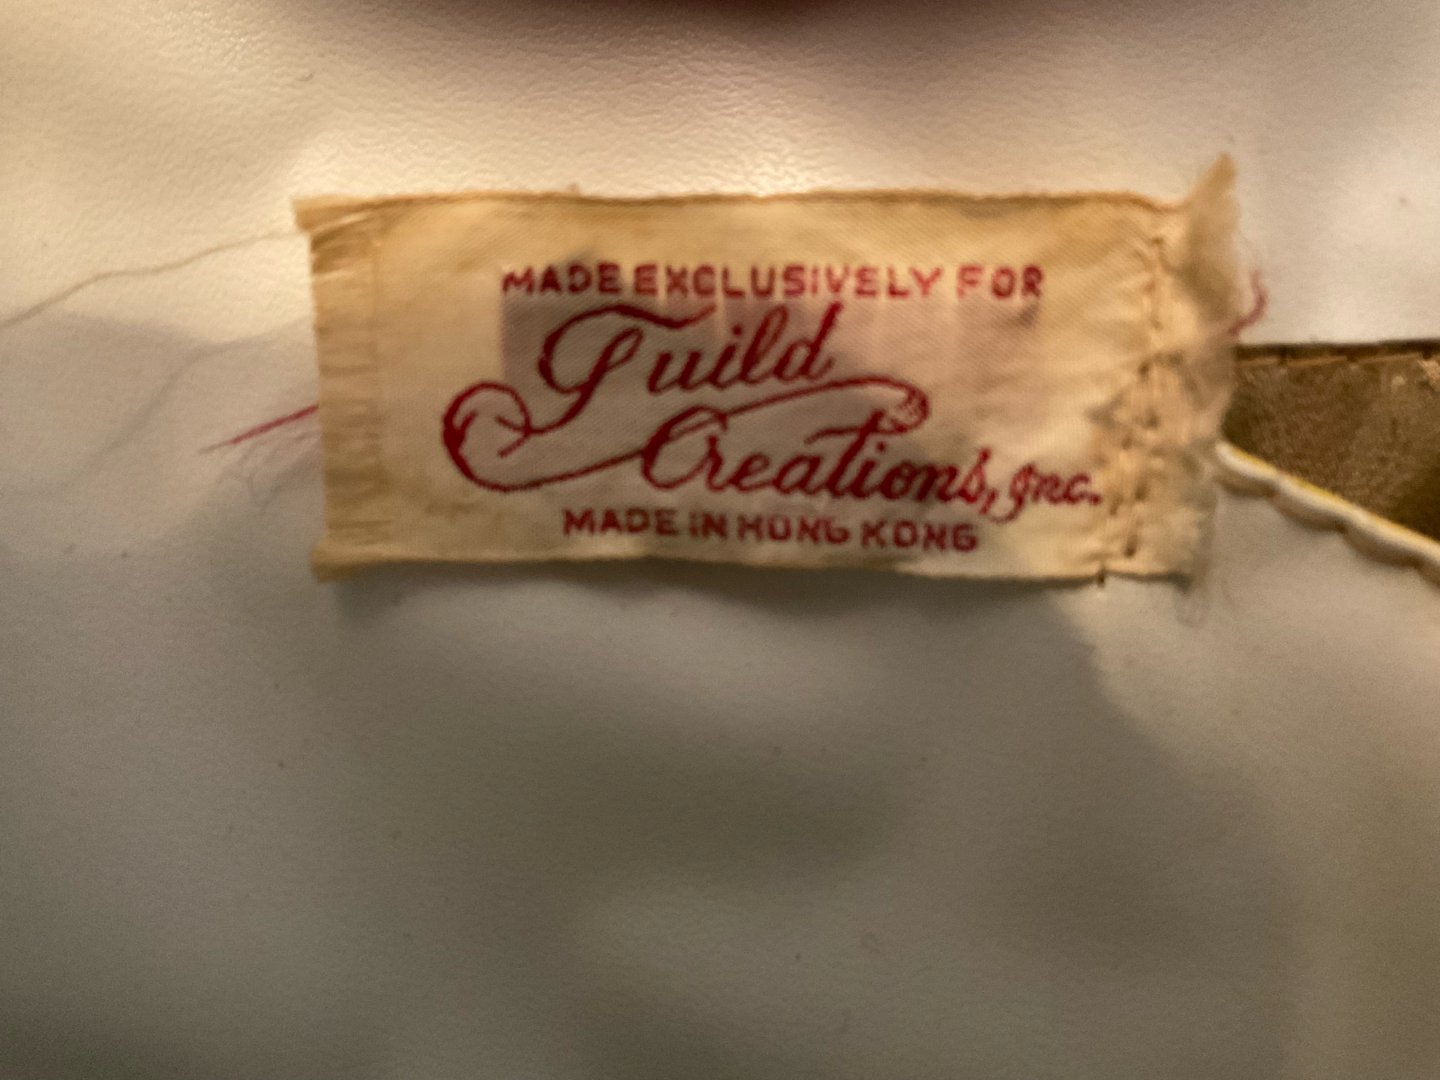 MADE EXCLUSIVELY FOR
Guild
Creations, Inc.
MADE IN HONG KONG